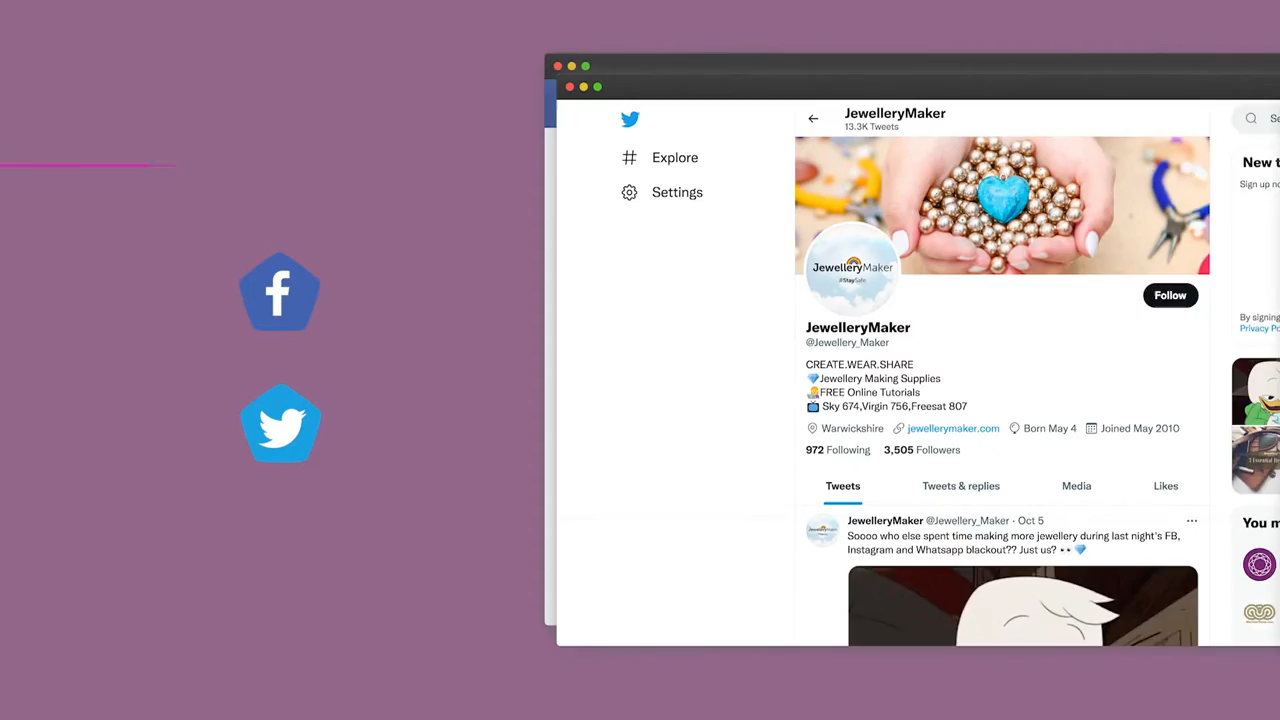 JewelleryMaker
13.3K Tweets
Explore
Settings
JewelleryMaker
#StaySafe
Follow
JewelleryMaker
@Jewellery_Maker
CREATE.WEAR.SHARE
Jewellery Making Supplies
FREE Online Tutorials
Sky 674,Virgin 756,Freesat 807
Warwickshire jewellerymaker.com Born May 4 Joined May 2010
972 Following 3,505 Followers
Tweets Tweets & replies Media Likes
JewelleryMaker @Jewellery_Maker · Oct 5
Soooo who else spent time making more jewellery during last night's FB,
Instagram and Whatsapp blackout?? Just us?
New t
Sign up no
By signing
Privacy Po
You m